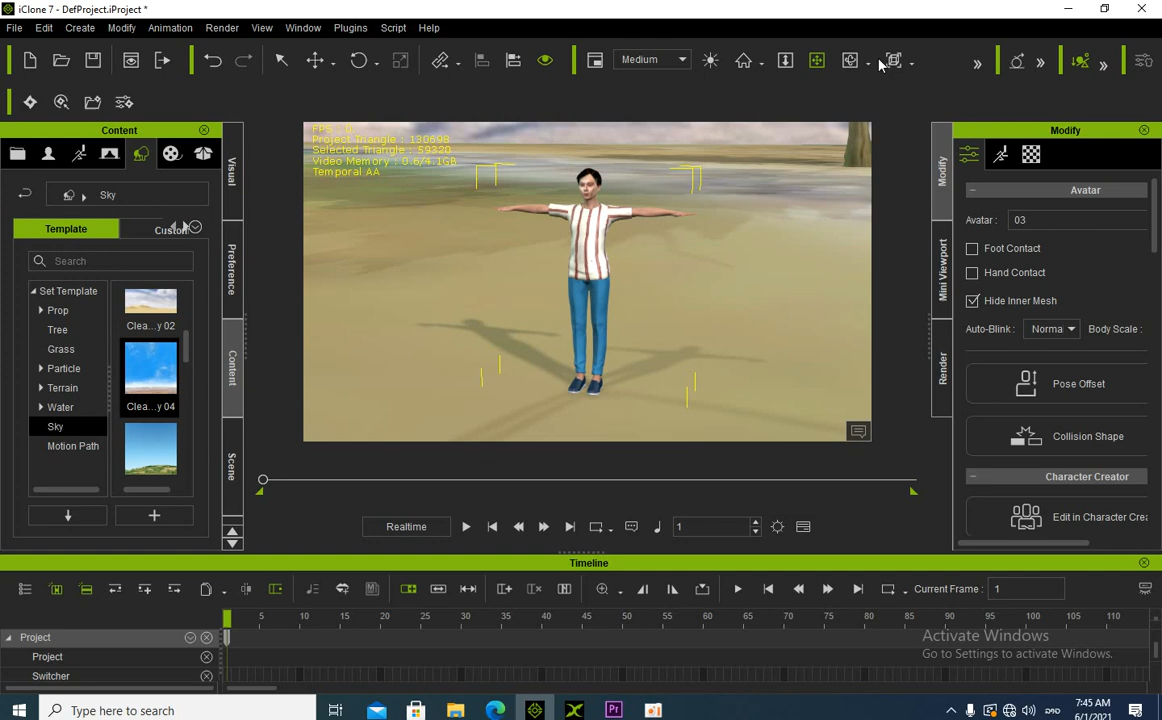 iClone 7 - DefProject.iProject *
File Edit Create Modify Animation Render View Window Plugins Script Help
Medium
Content
Modify
FPS : 0
Project Triangle : 130698
Selected Triangle : 59320
Video Memory : 0.6/4.1GB
Temporal AA
Sky
Template
Custom
Search
Set Template
Prop
Tree
Grass
Particle
Terrain
Water
Sky
Motion Path
Clea...y 02
Clea...y 04
Visual
Preference
Content
Scene
Modify
Mini Viewport
Render
Avatar
Avatar : 03
Foot Contact
Hand Contact
Hide Inner Mesh
Auto-Blink : Norma Body Scale :
Pose Offset
Collision Shape
Character Creator
Edit in Character Crea
Realtime
1
Timeline
Current Frame : 1
5 10 15 20 25 30 35 40 45 50 55 60 65 70 75 80 85 90 95 100 105 110
Project
Project
Switcher
Activate Windows
Go to Settings to activate Windows.
Type here to search
7:45 AM
6/1/2021